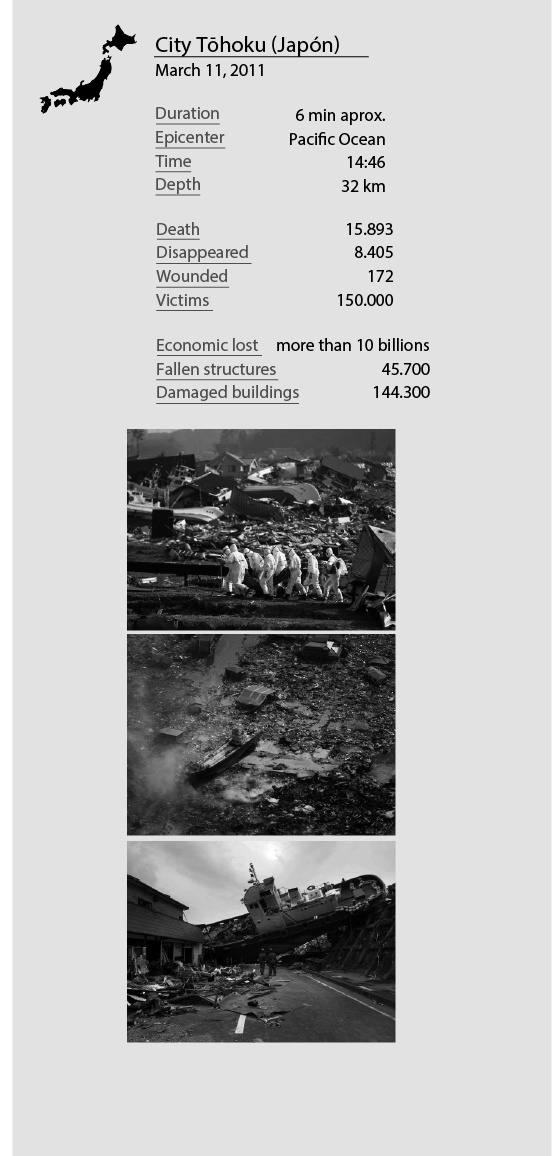 City Tōhoku (Japón)
March 11, 2011
Duration 6 min aprox.
Epicenter Pacific Ocean
Time 14:46
Depth 32 km
Death 15.893
Disappeared 8.405
Wounded 172
Victims 150.000
Economic lost more than 10 billions
Fallen structures 45.700
Damaged buildings 144.300